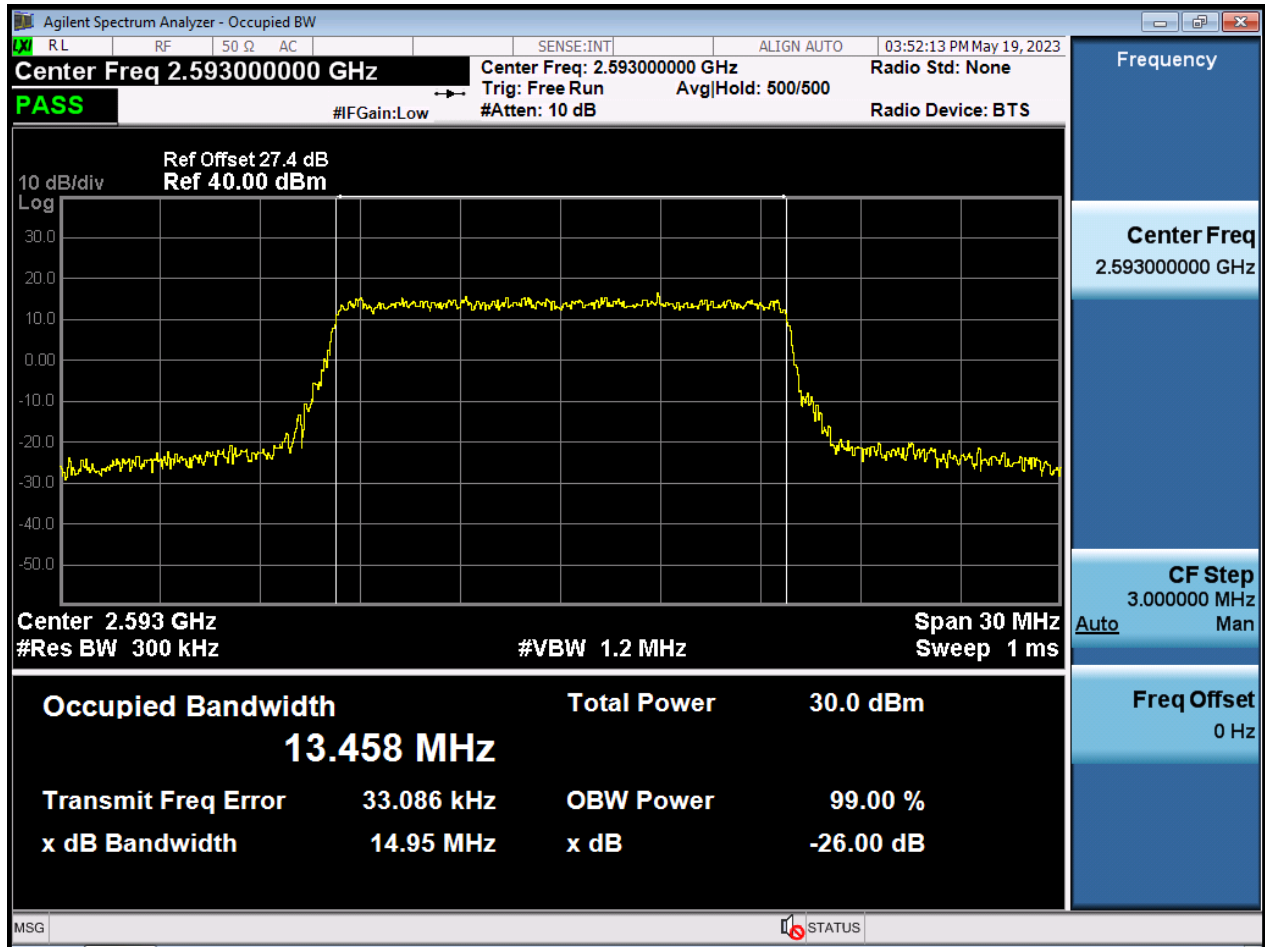 Agilent Spectrum Analyzer - Occupied BW
LXI RL RF 50 Ω AC SENSE:INT ALIGN AUTO 03:52:13 PM May 19, 2023
Center Freq 2.593000000 GHz
PASS
#IFGain:Low
Center Freq: 2.593000000 GHz
Trig: Free Run Avg|Hold: 500/500
#Atten: 10 dB
Radio Std: None
Radio Device: BTS
Ref Offset 27.4 dB
10 dB/div Ref 40.00 dBm
Log
30.0
20.0
10.0
0.00
-10.0
-20.0
-30.0
-40.0
-50.0
Center 2.593 GHz Span 30 MHz
#Res BW 300 kHz #VBW 1.2 MHz Sweep 1 ms
Occupied Bandwidth Total Power 30.0 dBm
13.458 MHz
Transmit Freq Error 33.086 kHz OBW Power 99.00 %
x dB Bandwidth 14.95 MHz x dB -26.00 dB
Frequency
Center Freq
2.593000000 GHz
CF Step
3.000000 MHz
Auto Man
Freq Offset
0 Hz
MSG STATUS